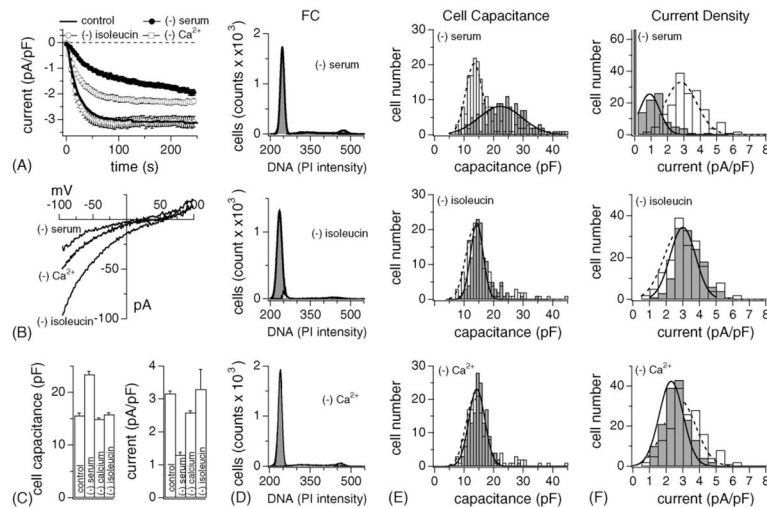 control
(-) serum
(-) isoleucin
(-) Ca2+
current (pA/pF)
0
-1
-2
-3
0
100
200
time (s)
(A)
mV
-100
-50
50
100
(-) serum
(-) Ca2+
(-) isoleucin
-50
-100
pA
(B)
cell capacitance (pF)
20
10
0
control
(-) serum
(-) calcium
(-) isoleucin
current (pA/pF)
4
3
2
1
0
control
(-) serum
(-) calcium
(-) isoleucin
(C)
FC
(-) serum
cells (counts x ×10³)
2
1
0
200
300
400
500
DNA (PI intensity)
(-) isoleucin
cells (count x 10³)
2
1
0
200
300
400
500
DNA (PI intensity)
(-) Ca2+
cells (count x 10³)
2
1
0
200
300
400
500
DNA (PI intensity)
(D)
Cell Capacitance
(-) serum
cell number
30
20
10
0
0
10
20
30
40
capacitance (pF)
(-) isoleucin
cell number
30
20
10
0
0
10
20
30
40
capacitance (pF)
(-) Ca2+
cell number
30
20
10
0
0
10
20
30
40
capacitance (pF)
(E)
Current Density
(-) serum
cell number
60
40
20
0
0 1 2 3 4 5 6 7 8
current (pA/pF)
(-) isoleucin
cell number
40
20
0
0 1 2 3 4 5 6 7 8
current (pA/pF)
(-) Ca2+
cell number
60
40
20
0
0 1 2 3 4 5 6 7 8
current (pA/pF)
(F)